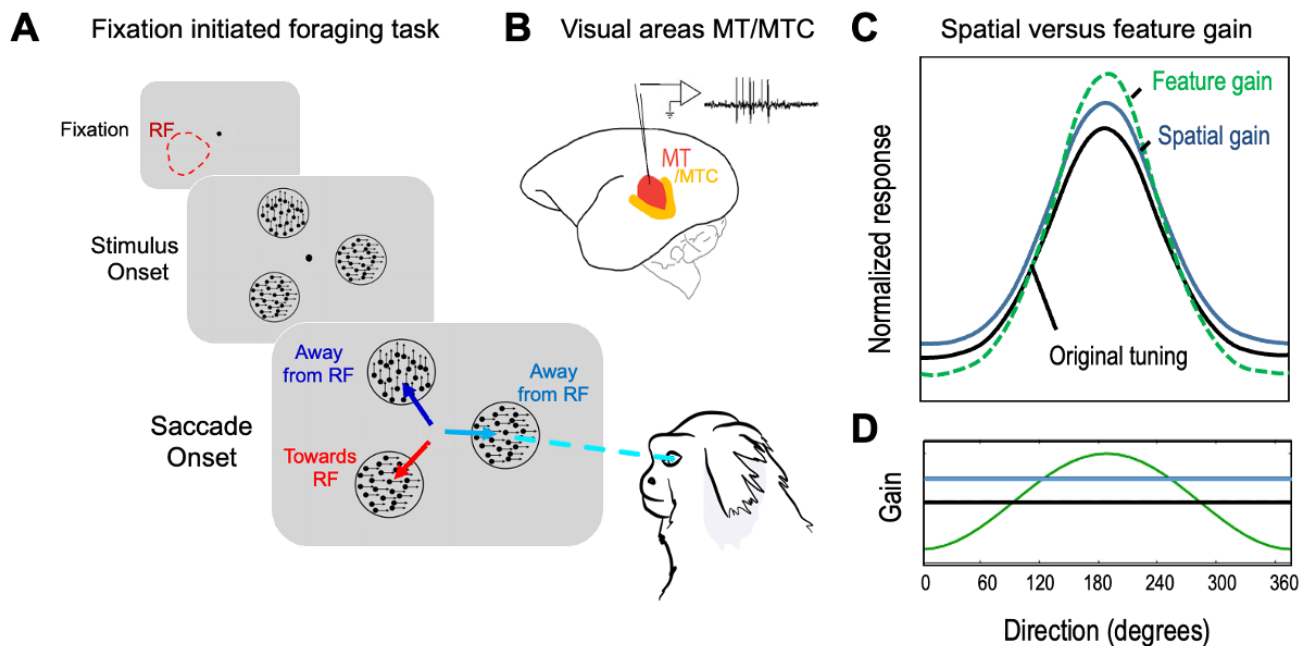 A Fixation initiated foraging task
Fixation
RF
Stimulus
Onset
Saccade
Onset
Away
from RF
Away
from RF
Towards
RF
B Visual areas MT/MTC
MT
/MTC
C Spatial versus feature gain
Normalized response
Feature gain
Spatial gain
Original tuning
D
Gain
0 60 120 180 240 300 360
Direction (degrees)